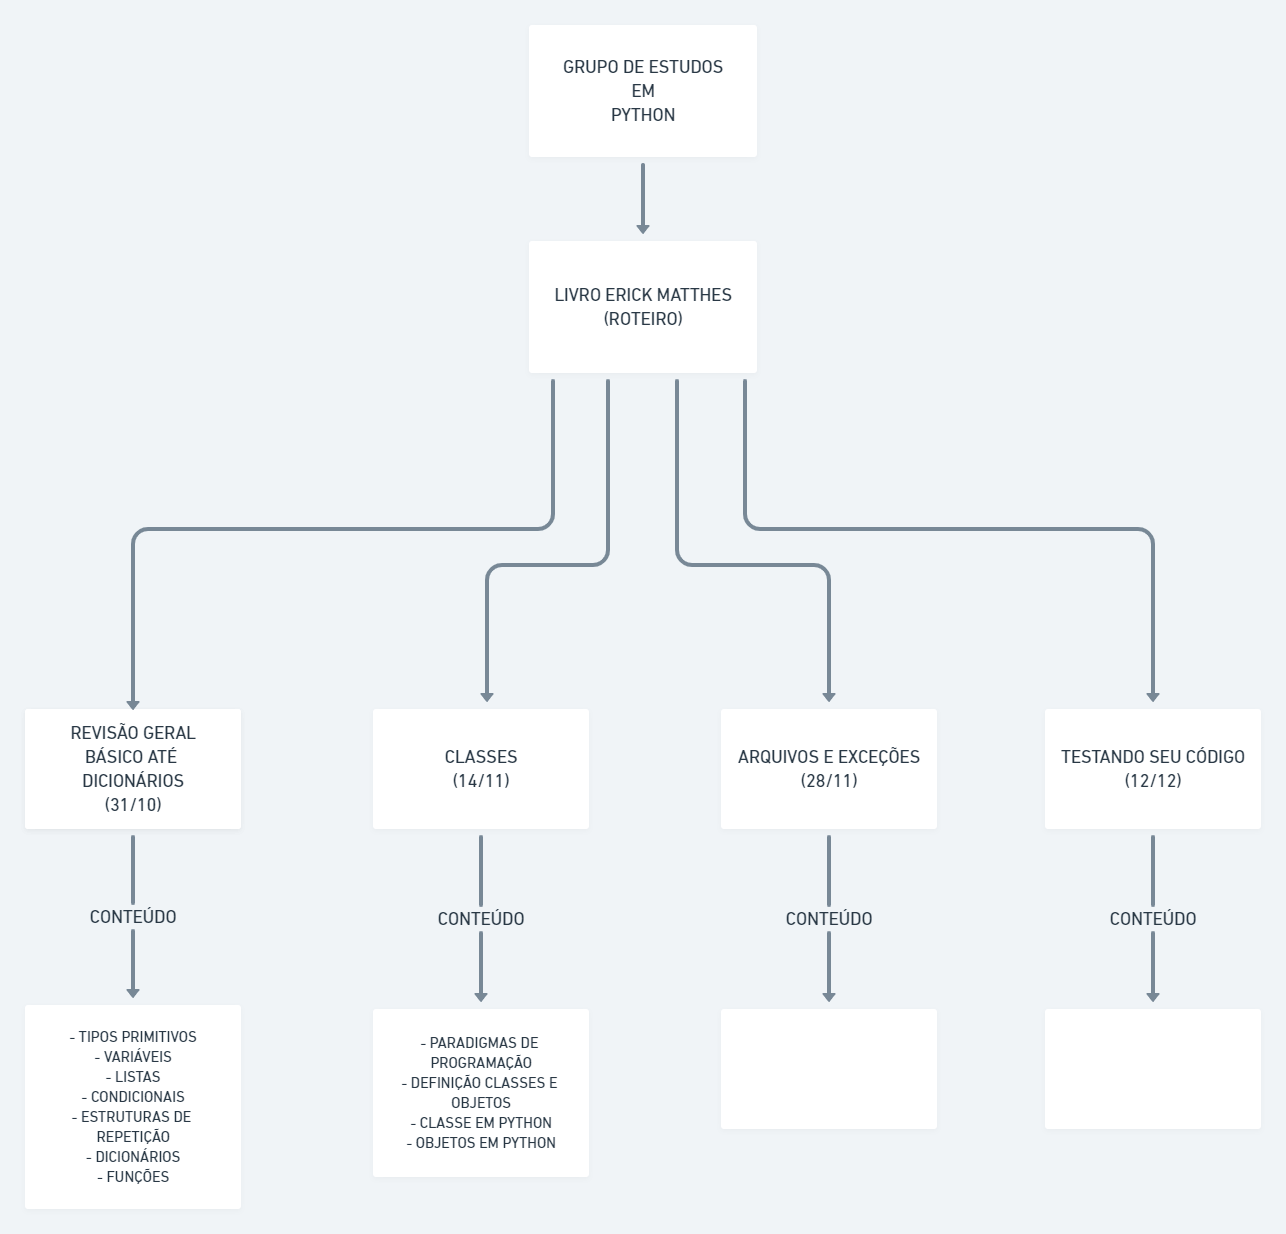 GRUPO DE ESTUDOS
EM
PYTHON
LIVRO ERICK MATTHES
(ROTEIRO)
REVISÃO GERAL
BÁSICO ATÉ
DICIONÁRIOS
(31/10)
CLASSES
(14/11)
ARQUIVOS E EXCEÇÕES
(28/11)
TESTANDO SEU CÓDIGO
(12/12)
CONTEÚDO
CONTEÚDO
CONTEÚDO
CONTEÚDO
- TIPOS PRIMITIVOS
- VARIÁVEIS
- LISTAS
- CONDICIONAIS
- ESTRUTURAS DE
REPETIÇÃO
- DICIONÁRIOS
- FUNÇÕES
- PARADIGMAS DE
PROGRAMAÇÃO
- DEFINIÇÃO CLASSES E
OBJETOS
- CLASSE EM PYTHON
- OBJETOS EM PYTHON